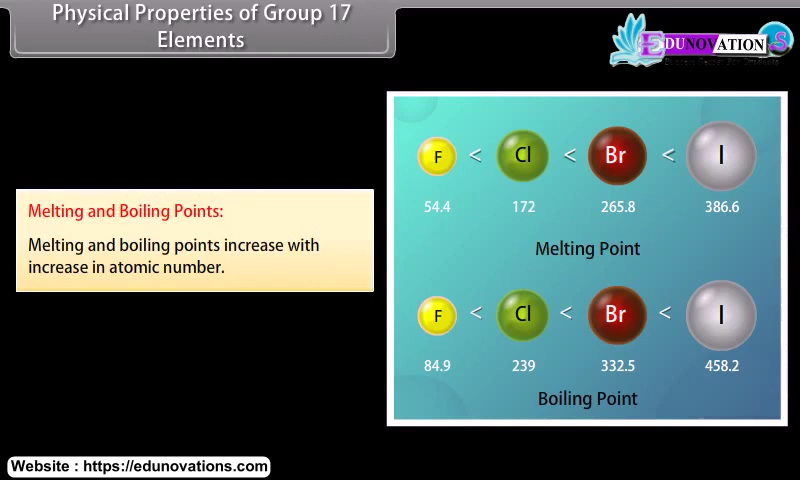 Physical Properties of Group 17
Elements
EDUNOVATIONS
Melting and Boiling Points:
Melting and boiling points increase with
increase in atomic number.
F < Cl < Br < I
54.4 172 265.8 386.6
Melting Point
F < Cl < Br < I
84.9 239 332.5 458.2
Boiling Point
Website : https://edunovations.com